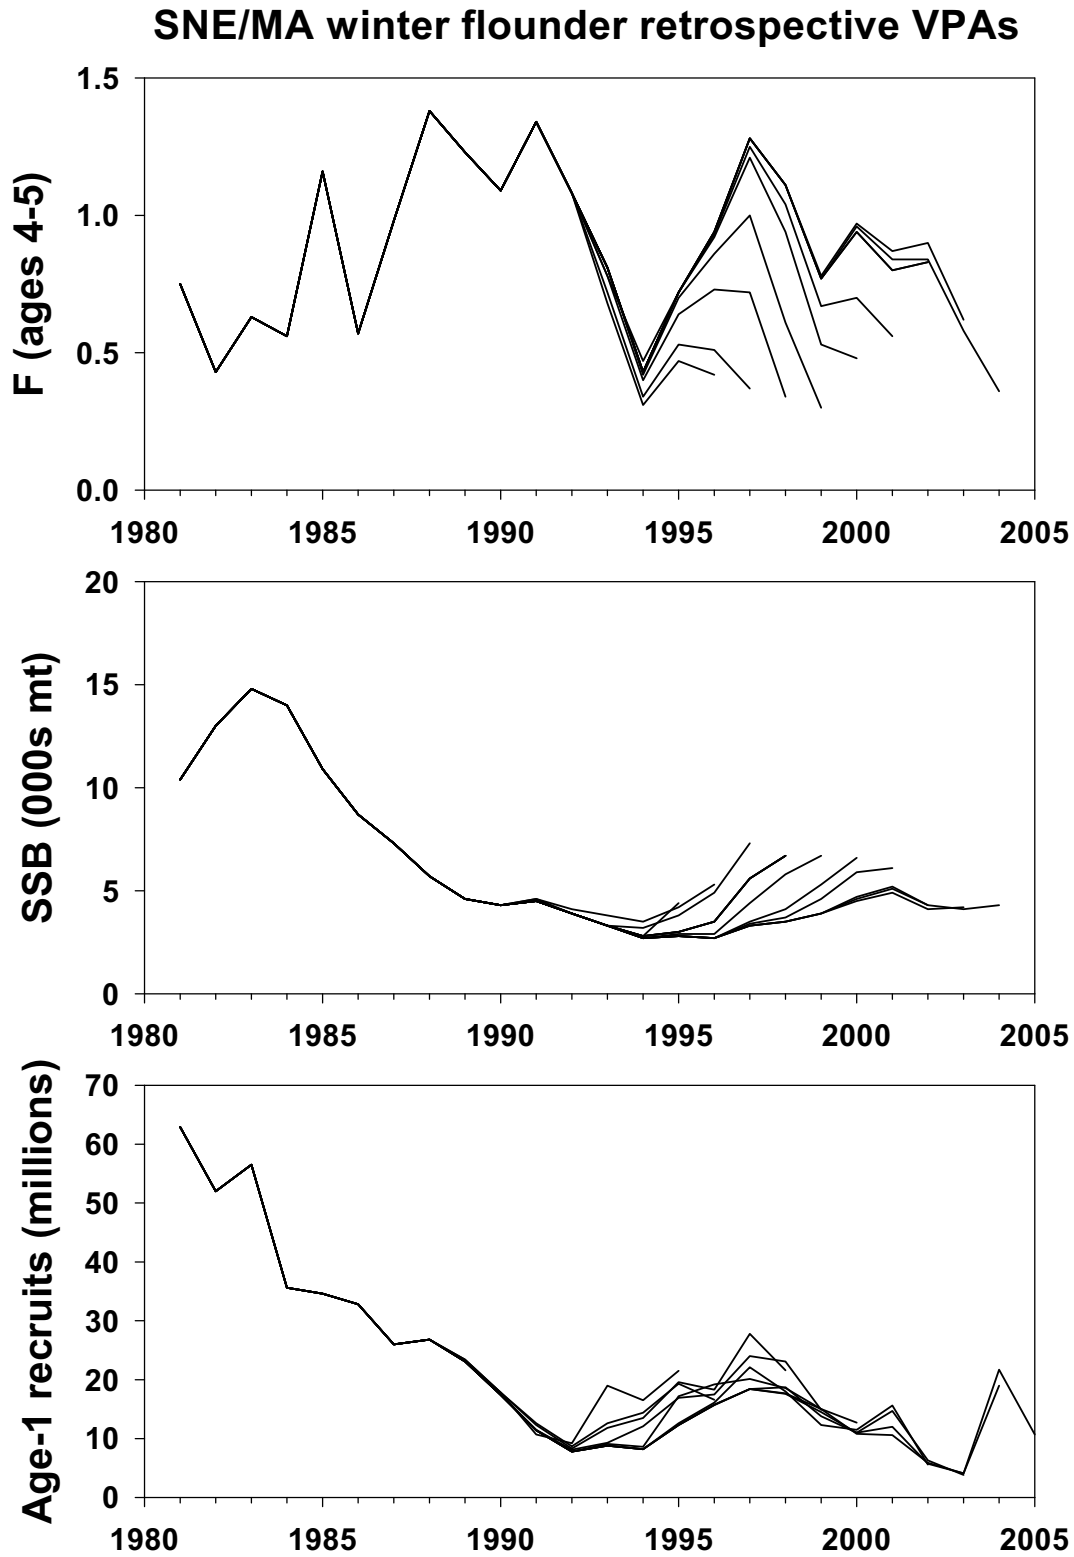 SNE/MA winter flounder retrospective VPAs
F (ages 4-5)
1.5
1.0
0.5
0.0
1980 1985 1990 1995 2000 2005
SSB (000s mt)
20
15
10
5
0
1980 1985 1990 1995 2000 2005
Age-1 recruits (millions)
70
60
50
40
30
20
10
0
1980 1985 1990 1995 2000 2005